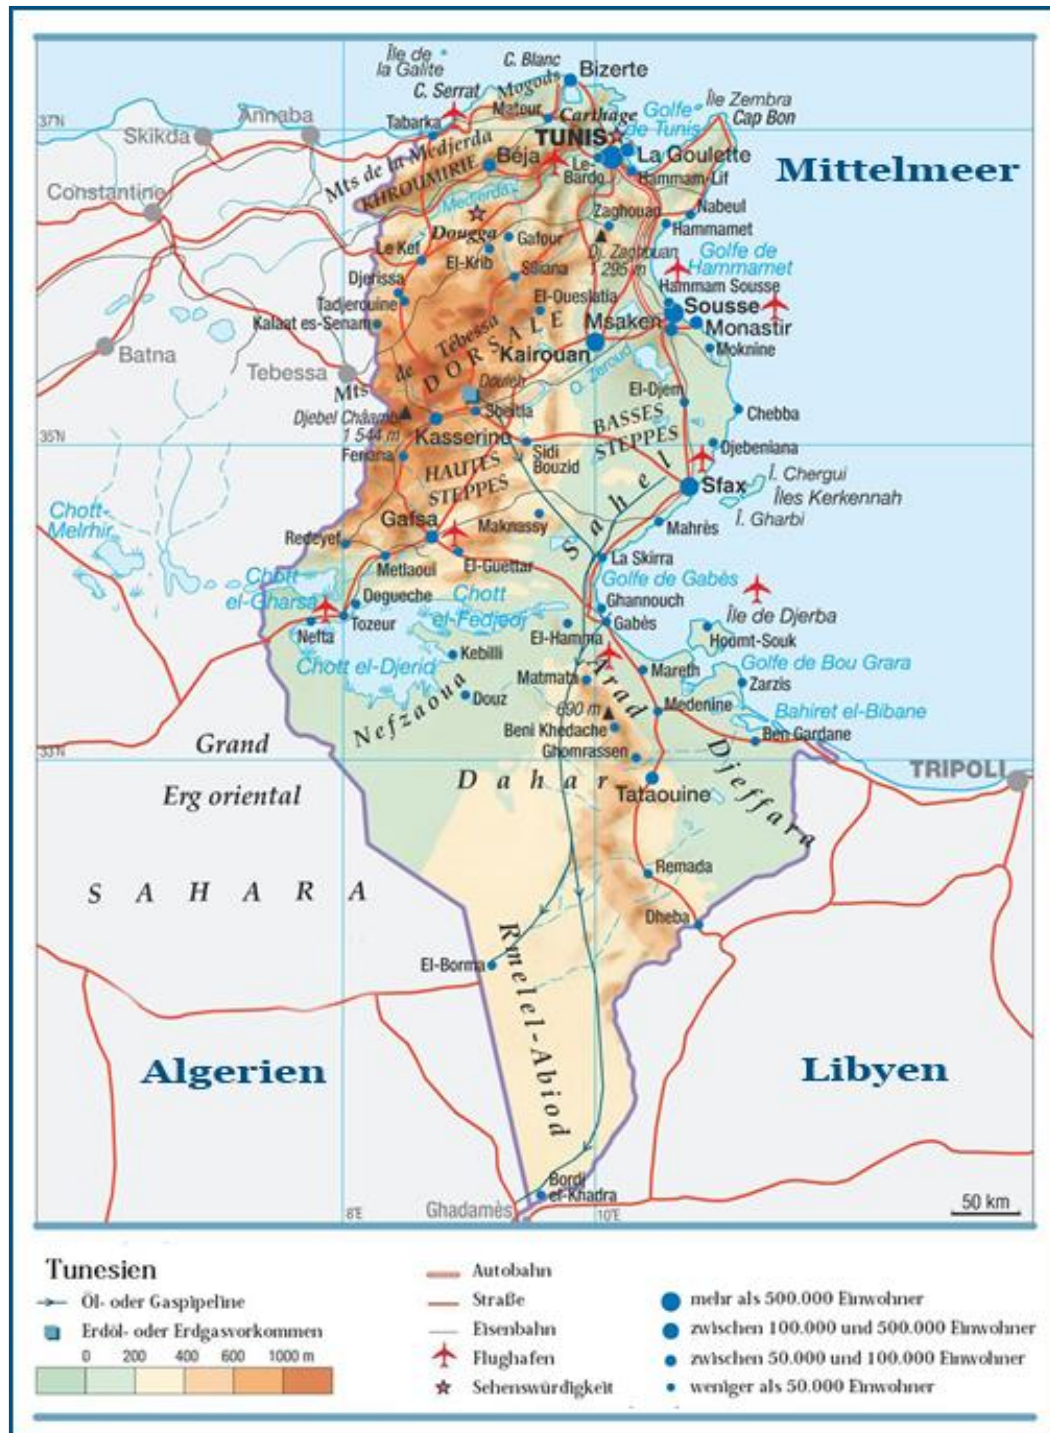 Île de
la Galite
C. Blanc
Bizerte
C. Serrat
Mogods
Mateur
Carthage
Golfe
de Tunis
Île Zembra
Cap Bon
37°N
Annaba
Skikda
Tabarka
TUNIS
La Goulette
Mittelmeer
Mts de la Medjerda
KHROUMIRIE
Béja
Le-
Bardo
Hammam-Lif
Constantine
Medjerda
Zaghouan
Nabeul
Hammamet
Dougga
Gafour
Le Kef
El-Krib
Dj. Zaghouan
1 295 m
Golfe de
Hammamet
Djerissa
Siliana
Hammam Sousse
Tadjerouine
El-Oueslatia
Sousse
Kalaat es-Senam
Msaken
Monastir
Batna
Mts de Tébessa
DORSALE
Kairouan
Moknine
Tebessa
O. Zeroud
Douleb
El-Djem
Djebel Châambi
1 544 m
Sbeitla
Chebba
35°N
Kasserine
BASSES
STEPPES
Djebeniana
Feriana
Sidi
Bouzid
HAUTES
STEPPES
Sahel
Sfax
Î. Chergui
Îles Kerkennah
Î. Gharbi
Chott-
Melrhir
Gafsa
Maknassy
Mahrès
Redeyef
Metlaoui
El-Guettar
La Skirra
Chott
el-Gharsa
Degueche
Chott
el-Fedjedj
Golfe de Gabès
Ghannouch
Île de Djerba
Nefta
Tozeur
El-Hamma
Gabès
Houmt-Souk
Chott el-Djerid
Kebilli
Golfe de Bou Grara
Matmata
Arad
Mareth
Zarzis
Nefzaoua
Douz
690 m
Medenine
Bahiret el-Bibane
Beni Khedache
Ben Gardane
Grand
Erg oriental
33°N
Ghomrassen
Djeffara
Dahar
TRIPOLI
Tataouine
SAHARA
Remada
Dheba
El-Borma
Rmelel-Abiod
Algerien
Libyen
Bordj
el-Khadra
Ghadamès
8°E
10°E
50 km
Tunesien
Öl- oder Gaspipeline
Erdöl- oder Erdgasvorkommen
0 200 400 600 1000 m
Autobahn
Straße
Eisenbahn
Flughafen
Sehenswürdigkeit
mehr als 500.000 Einwohner
zwischen 100.000 und 500.000 Einwohner
zwischen 50.000 und 100.000 Einwohner
weniger als 50.000 Einwohner